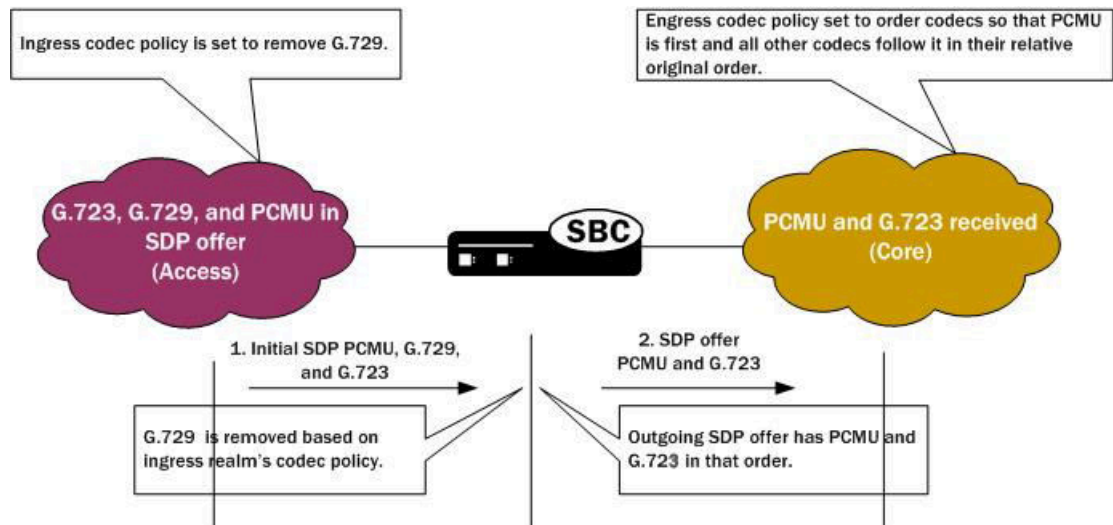 Ingress codec policy is set to remove G.729.
Engress codec policy set to order codecs so that PCMU
is first and all other codecs follow it in their relative
original order.
G.723, G.729, and PCMU in
SDP offer
(Access)
SBC
PCMU and G.723 received
(Core)
1. Initial SDP PCMU, G.729,
and G.723
2. SDP offer
PCMU and G.723
G.729 is removed based on
ingress realm's codec policy.
Outgoing SDP offer has PCMU and
G.723 in that order.